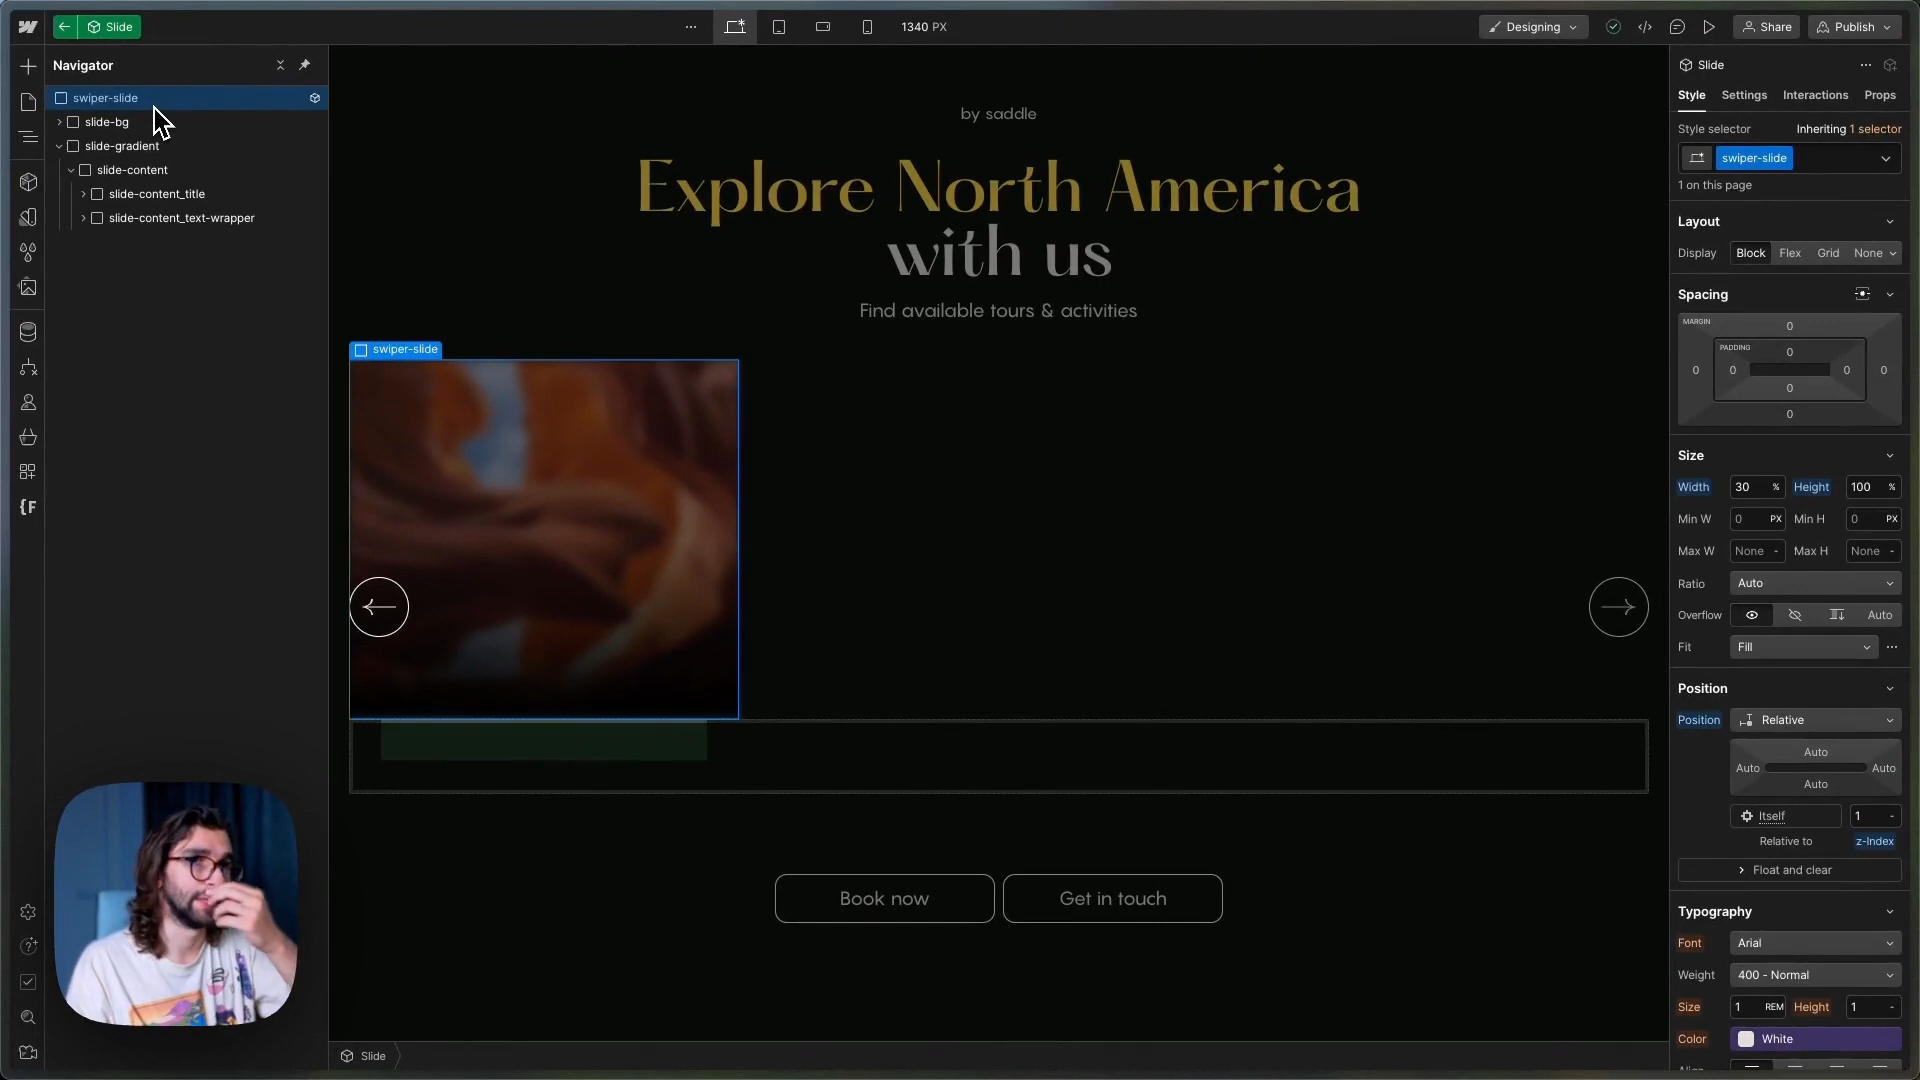 Slide
1340 PX
Designing
Share
Publish
Navigator
swiper-slide
slide-bg
slide-gradient
slide-content
slide-content_title
slide-content_text-wrapper
by saddle
Explore North America
with us
Find available tours & activities
swiper-slide
Book now
Get in touch
Slide
Slide
Style Settings Interactions Props
Style selector Inheriting 1 selector
swiper-slide
1 on this page
Layout
Display Block Flex Grid None
Spacing
MARGIN 0
PADDING 0
0 0 0 0
0
0
Size
Width 30 % Height 100 %
Min W 0 PX Min H 0 PX
Max W None - Max H None -
Ratio Auto
Overflow Auto
Fit Fill
Position
Position Relative
Auto
Auto Auto
Auto
Itself 1 -
Relative to z-Index
Float and clear
Typography
Font Arial
Weight 400 - Normal
Size 1 REM Height 1 -
Color White